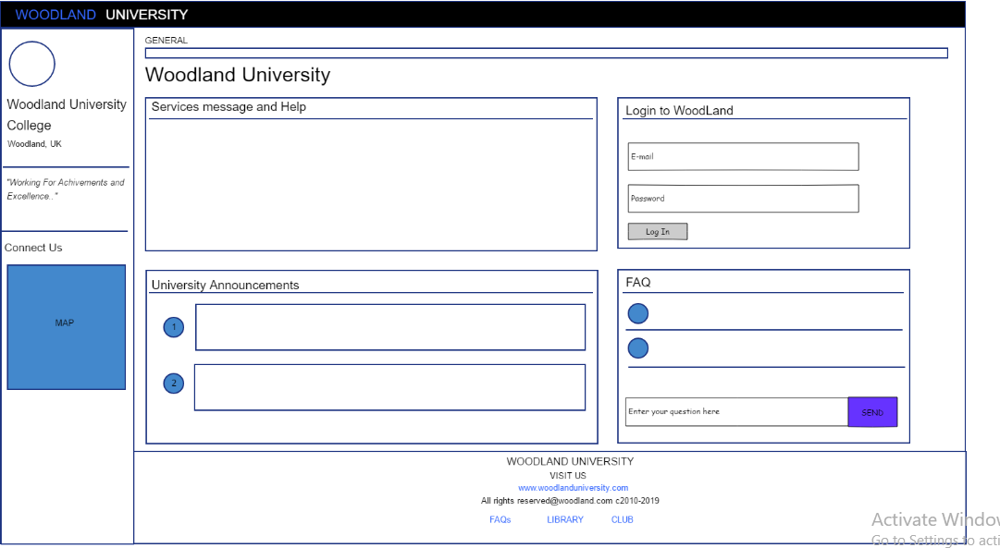 WOODLAND UNIVERSITY
Woodland University
College
Woodland, UK
"Working For Achivements and
Excellence.."
Connect Us
MAP
GENERAL
Woodland University
Services message and Help
Login to WoodLand
E-mail
Password
Log In
University Announcements
1
2
FAQ
Enter your question here
SEND
WOODLAND UNIVERSITY
VISIT US
www.woodlanduniversity.com
All rights reserved@woodland.com c2010-2019
FAQs LIBRARY CLUB
Activate Window
Go to Settings to acti